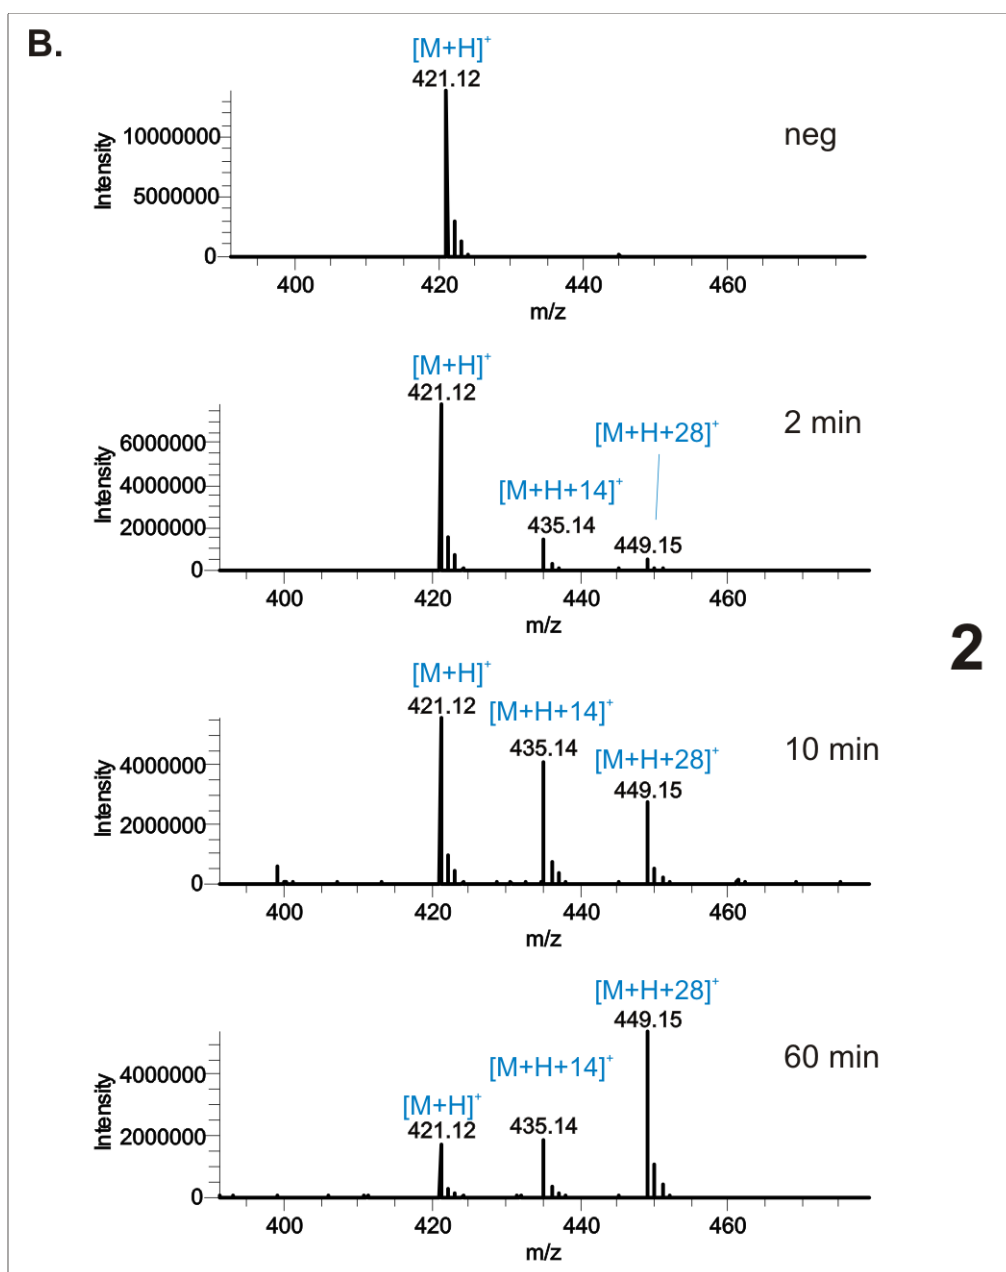 B.
[M+H]+
421.12
neg
10000000
5000000
0
Intensity
400 420 440 460
m/z
[M+H]+
421.12
2 min
[M+H+28]+
[M+H+14]+
435.14
449.15
6000000
4000000
2000000
0
Intensity
400 420 440 460
m/z
2
[M+H]+
421.12
[M+H+14]+
435.14
[M+H+28]+
449.15
10 min
4000000
2000000
0
Intensity
400 420 440 460
m/z
[M+H+28]+
449.15
60 min
[M+H+14]+
435.14
[M+H]+
421.12
4000000
2000000
0
Intensity
400 420 440 460
m/z